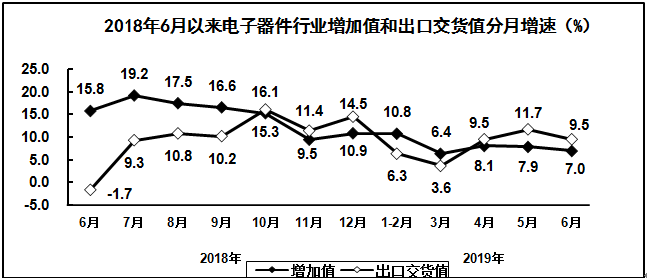 2018年6月以来电子器件行业增加值和出口交货值分月增速（%）
25.0
20.0
15.0
10.0
5.0
0.0
-5.0
15.8 19.2 17.5 16.6 16.1 11.4 14.5 10.8 6.4 9.5 11.7 9.5
-1.7 9.3 10.8 10.2 15.3 9.5 10.9 6.3 3.6 8.1 7.9 7.0
6月 7月 8月 9月 10月 11月 12月 1-2月 3月 4月 5月 6月
2018年 2019年
增加值 出口交货值